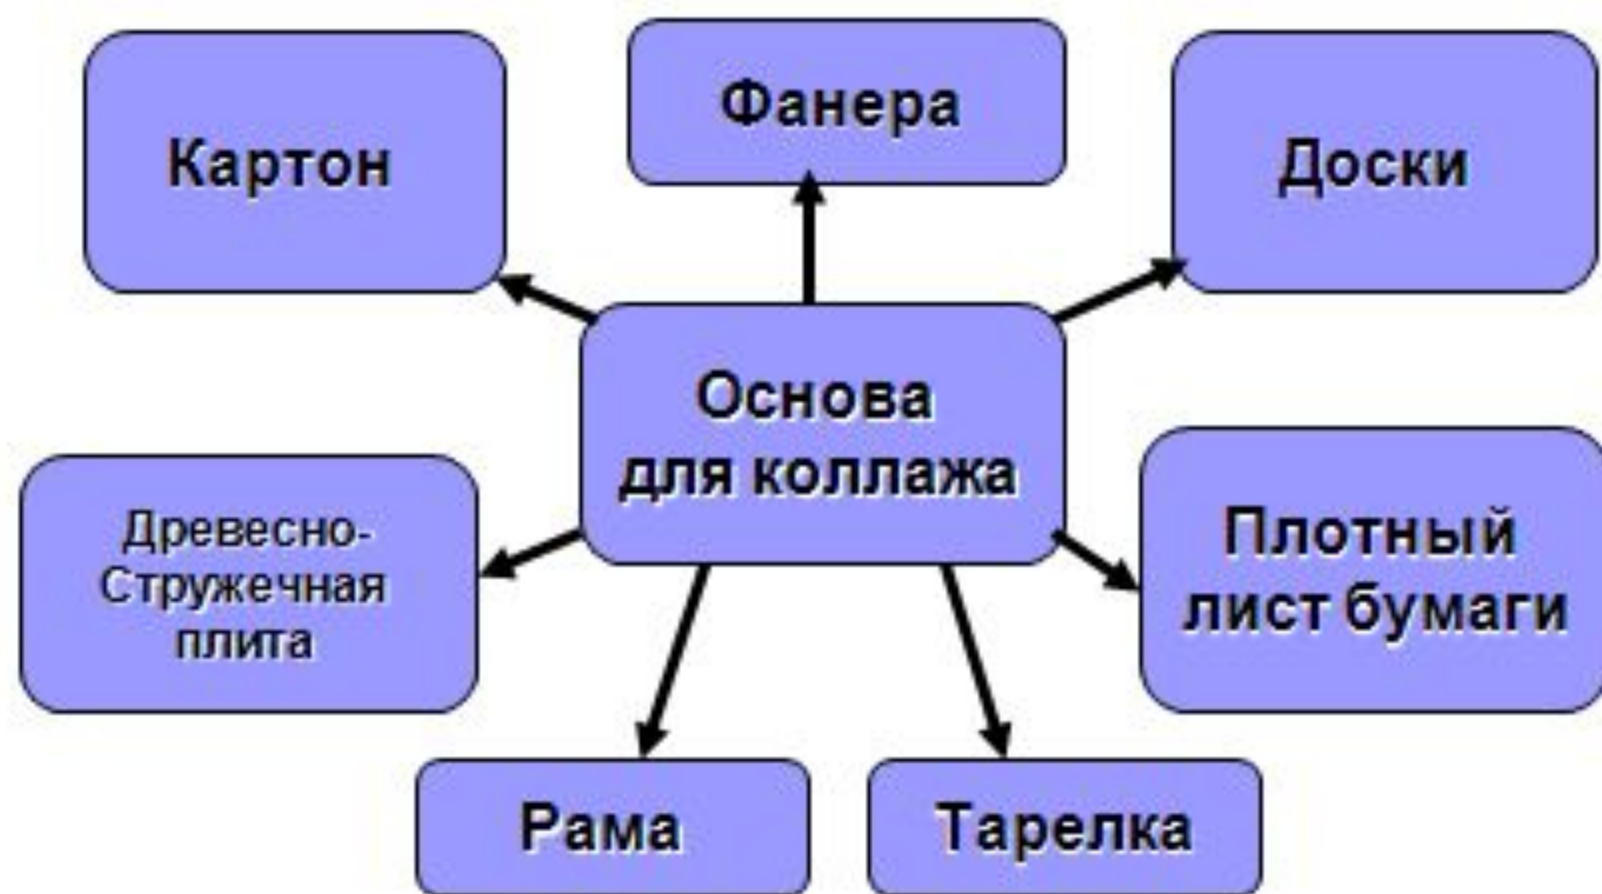 Картон
Фанера
Доски
Основа
для коллажа
Древесно-
Стружечная
плита
Плотный
лист бумаги
Рама
Тарелка